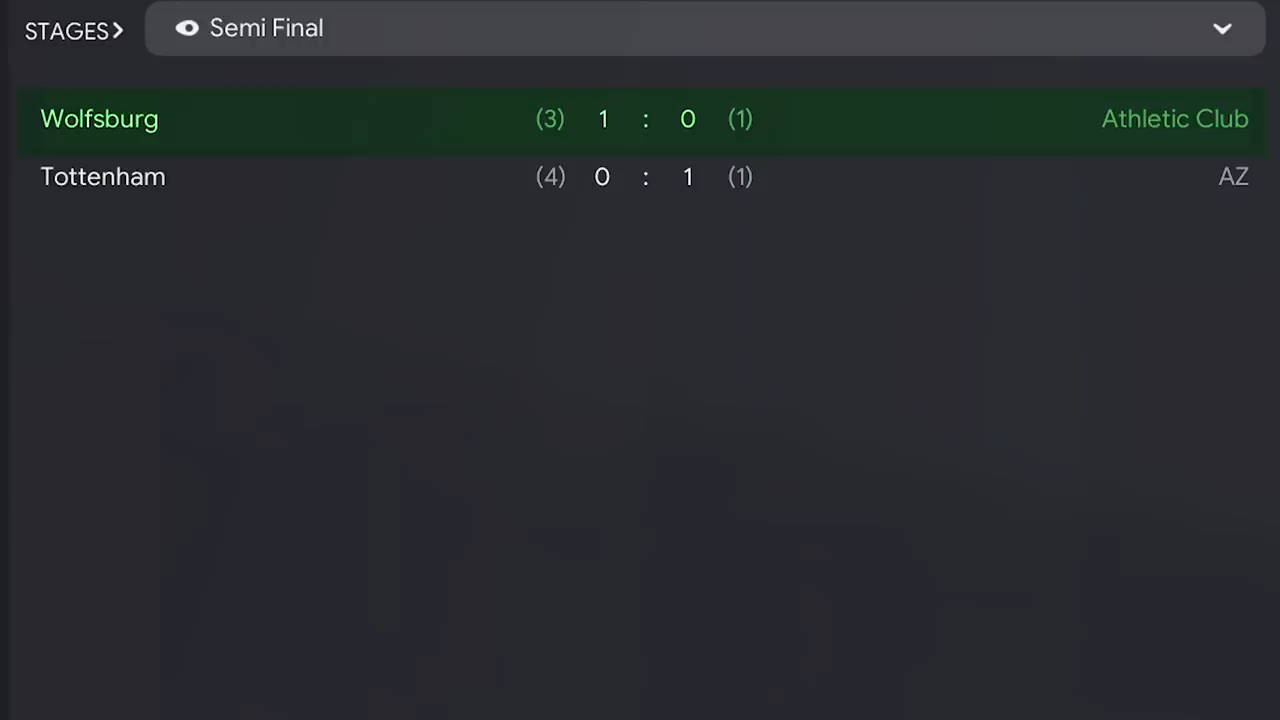 STAGES Semi Final
Wolfsburg (3) 1 : 0 (1) Athletic Club
Tottenham (4) 0 : 1 (1) AZ